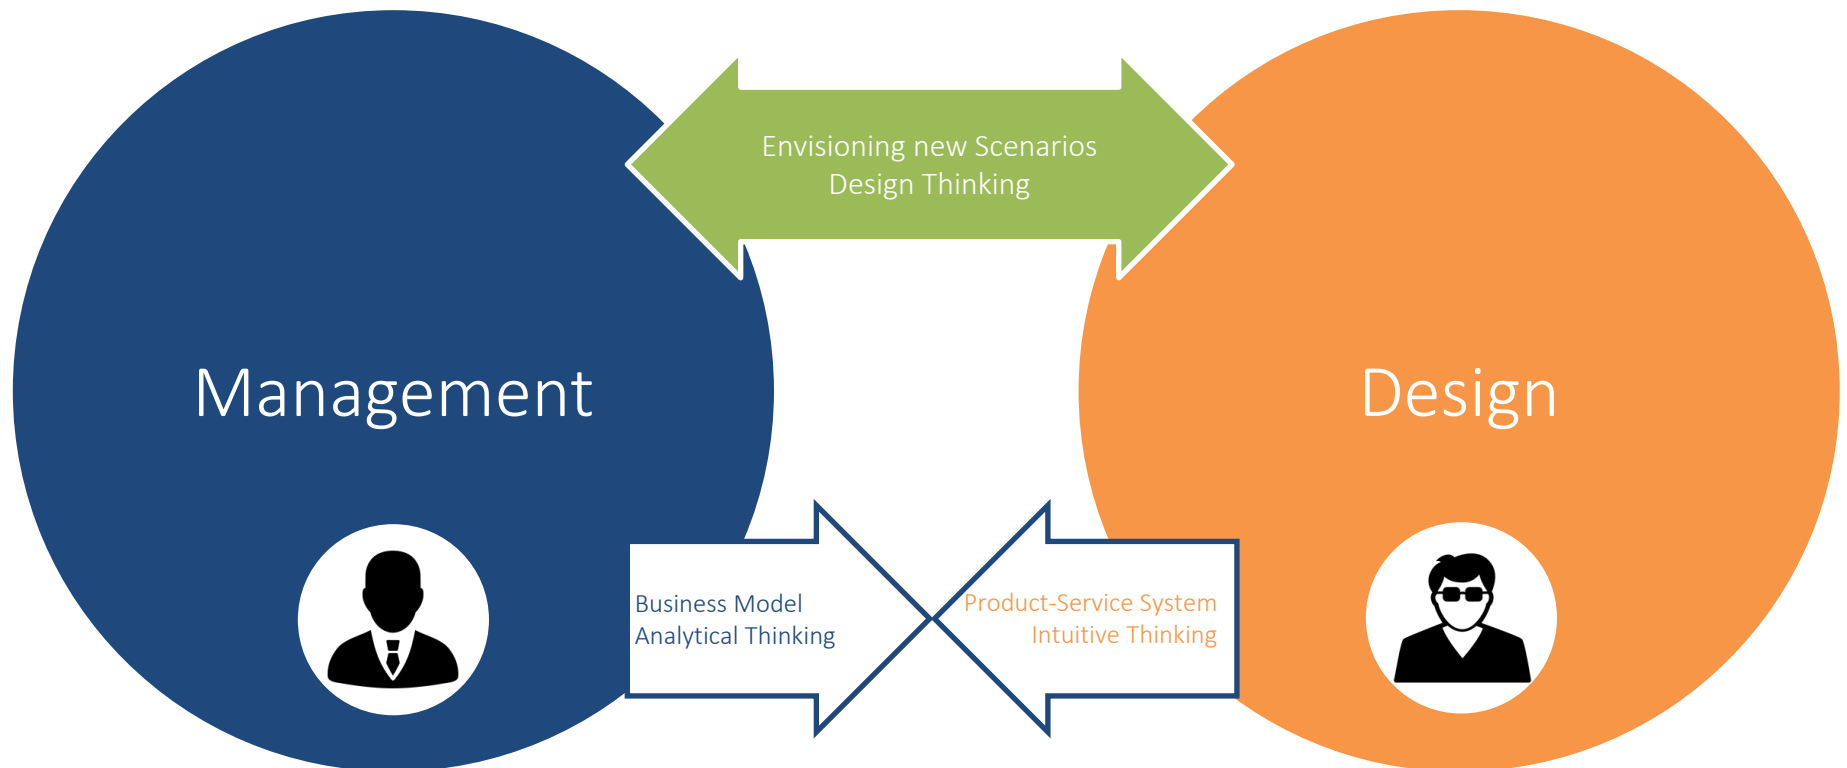 Envisioning new Scenarios
Design Thinking
Management
Design
Business Model
Analytical Thinking
Product-Service System
Intuitive Thinking